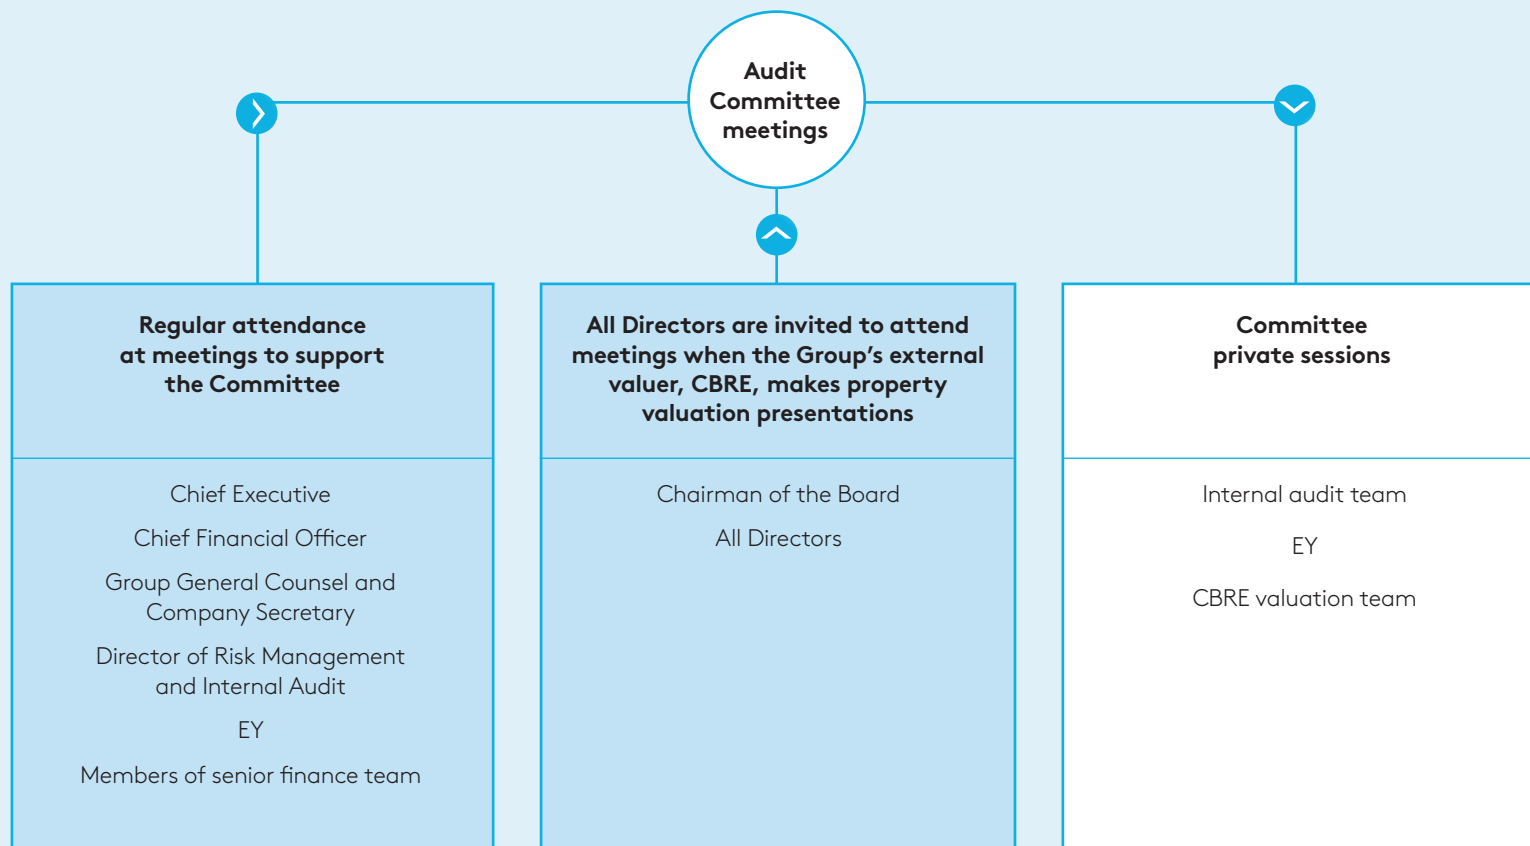 Audit
Committee
meetings
Regular attendance
at meetings to support
the Committee
Chief Executive
Chief Financial Officer
Group General Counsel and
Company Secretary
Director of Risk Management
and Internal Audit
EY
Members of senior finance team
All Directors are invited to attend
meetings when the Group’s external
valuer, CBRE, makes property
valuation presentations
Chairman of the Board
All Directors
Committee
private sessions
Internal audit team
EY
CBRE valuation team